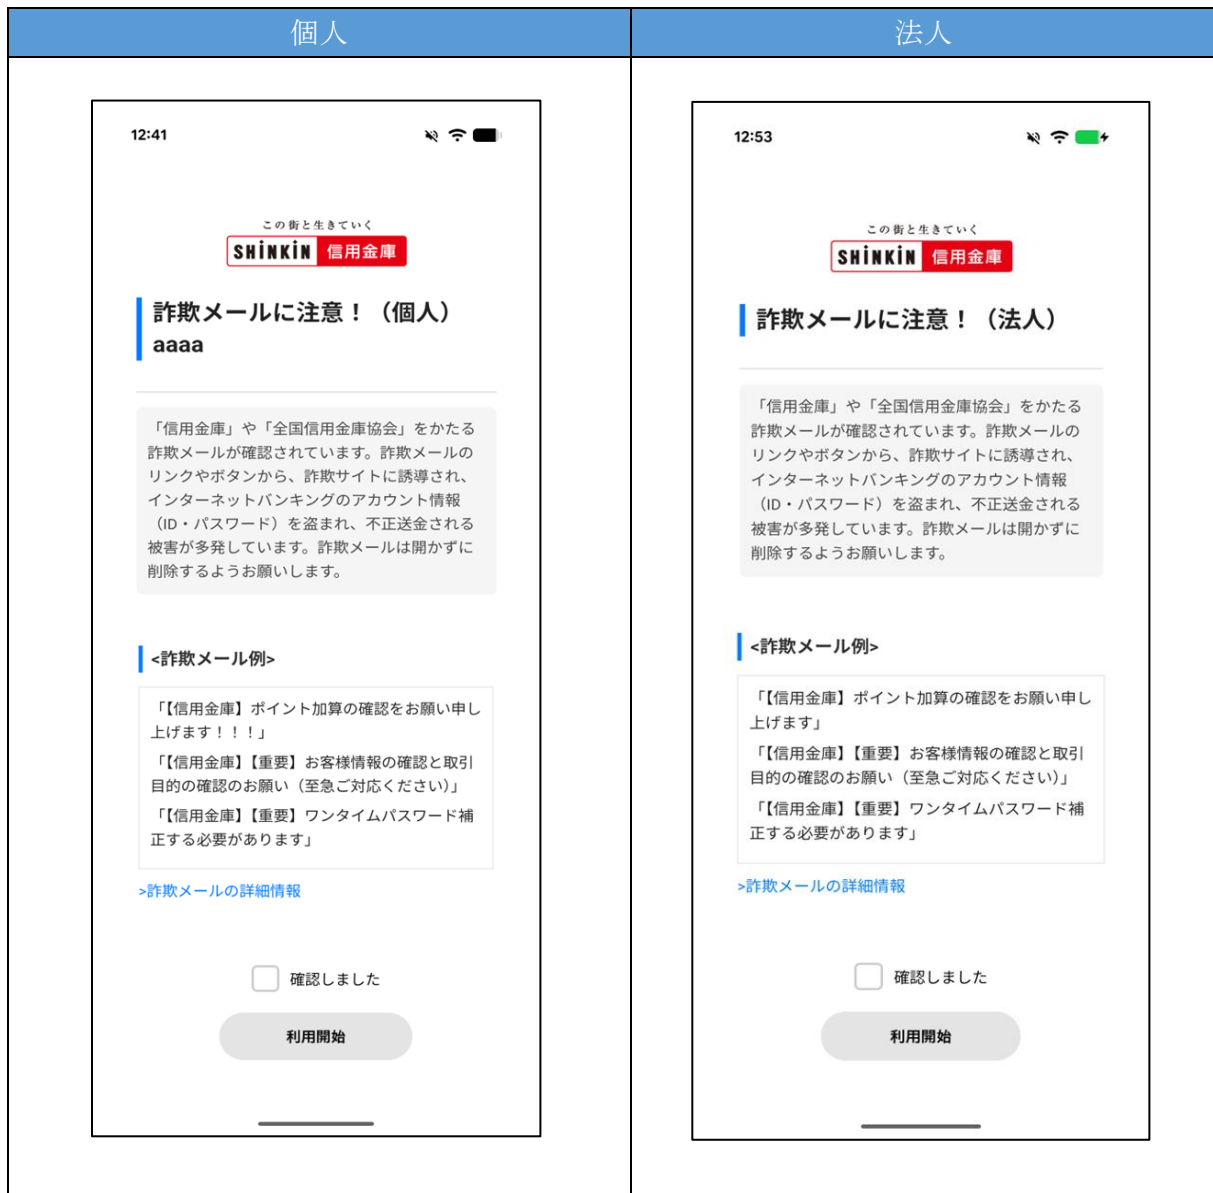 個人
法人
12:41
この街と生きていく
SHINKIN 信用金庫
詐欺メールに注意！（個人）
aaaa
「信用金庫」や「全国信用金庫協会」をかたる
詐欺メールが確認されています。詐欺メールの
リンクやボタンから、詐欺サイトに誘導され、
インターネットバンキングのアカウント情報
（ID・パスワード）を盗まれ、不正送金される
被害が多発しています。詐欺メールは開かずに
削除するようお願いします。
<詐欺メール例>
「【信用金庫】ポイント加算の確認をお願い申し
上げます！！！」
「【信用金庫】【重要】お客様情報の確認と取引
目的の確認のお願い（至急ご対応ください）」
「【信用金庫】【重要】ワンタイムパスワード補
正する必要があります」
>詐欺メールの詳細情報
確認しました
利用開始
12:53
この街と生きていく
SHINKIN 信用金庫
詐欺メールに注意！（法人）
「信用金庫」や「全国信用金庫協会」をかたる
詐欺メールが確認されています。詐欺メールの
リンクやボタンから、詐欺サイトに誘導され、
インターネットバンキングのアカウント情報
（ID・パスワード）を盗まれ、不正送金される
被害が多発しています。詐欺メールは開かずに
削除するようお願いします。
<詐欺メール例>
「【信用金庫】ポイント加算の確認をお願い申し
上げます」
「【信用金庫】【重要】お客様情報の確認と取引
目的の確認のお願い（至急ご対応ください）」
「【信用金庫】【重要】ワンタイムパスワード補
正する必要があります」
>詐欺メールの詳細情報
確認しました
利用開始